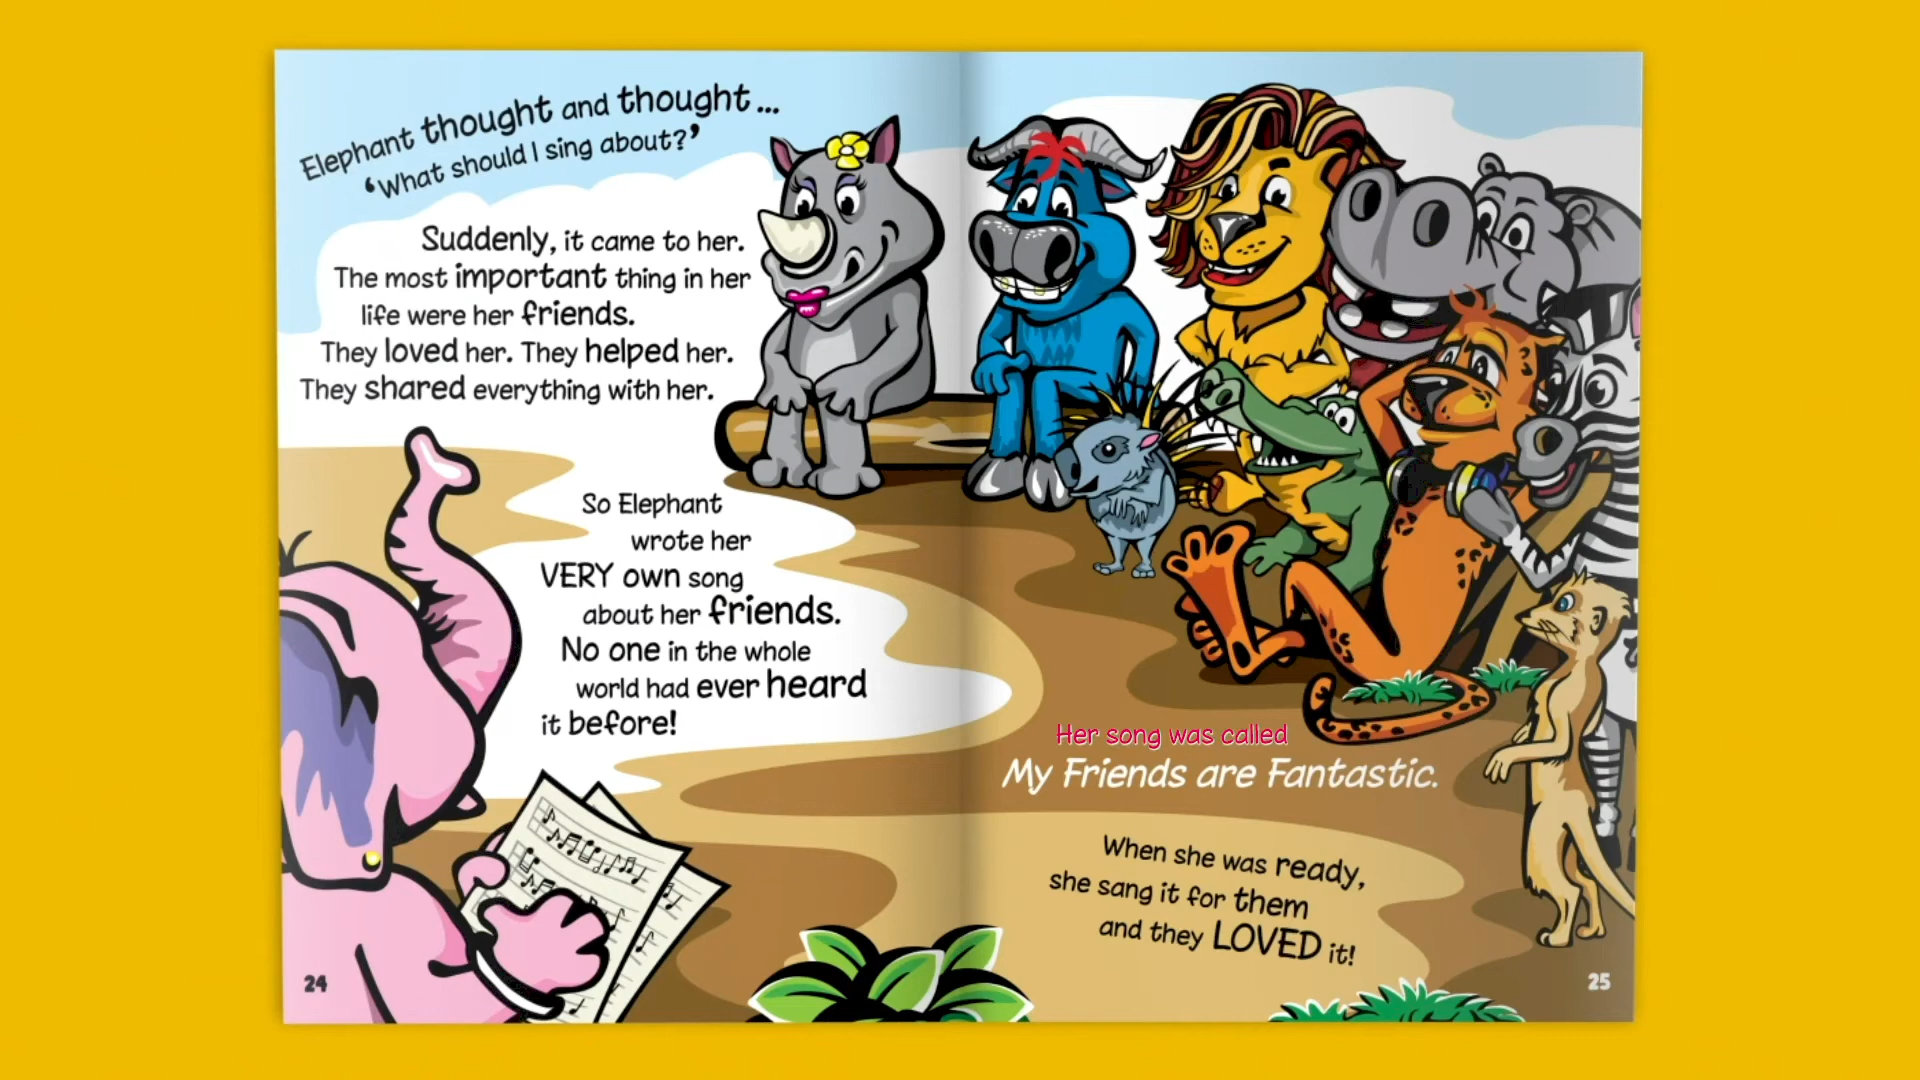 Elephant thought and thought...
‘What should I sing about?’
Suddenly, it came to her.
The most important thing in her
life were her friends.
They loved her. They helped her.
They shared everything with her.
So Elephant
wrote her
VERY own song
about her friends.
No one in the whole
world had ever heard
it before!
24
Her song was called
My Friends are Fantastic.
When she was ready,
she sang it for them
and they LOVED it!
25